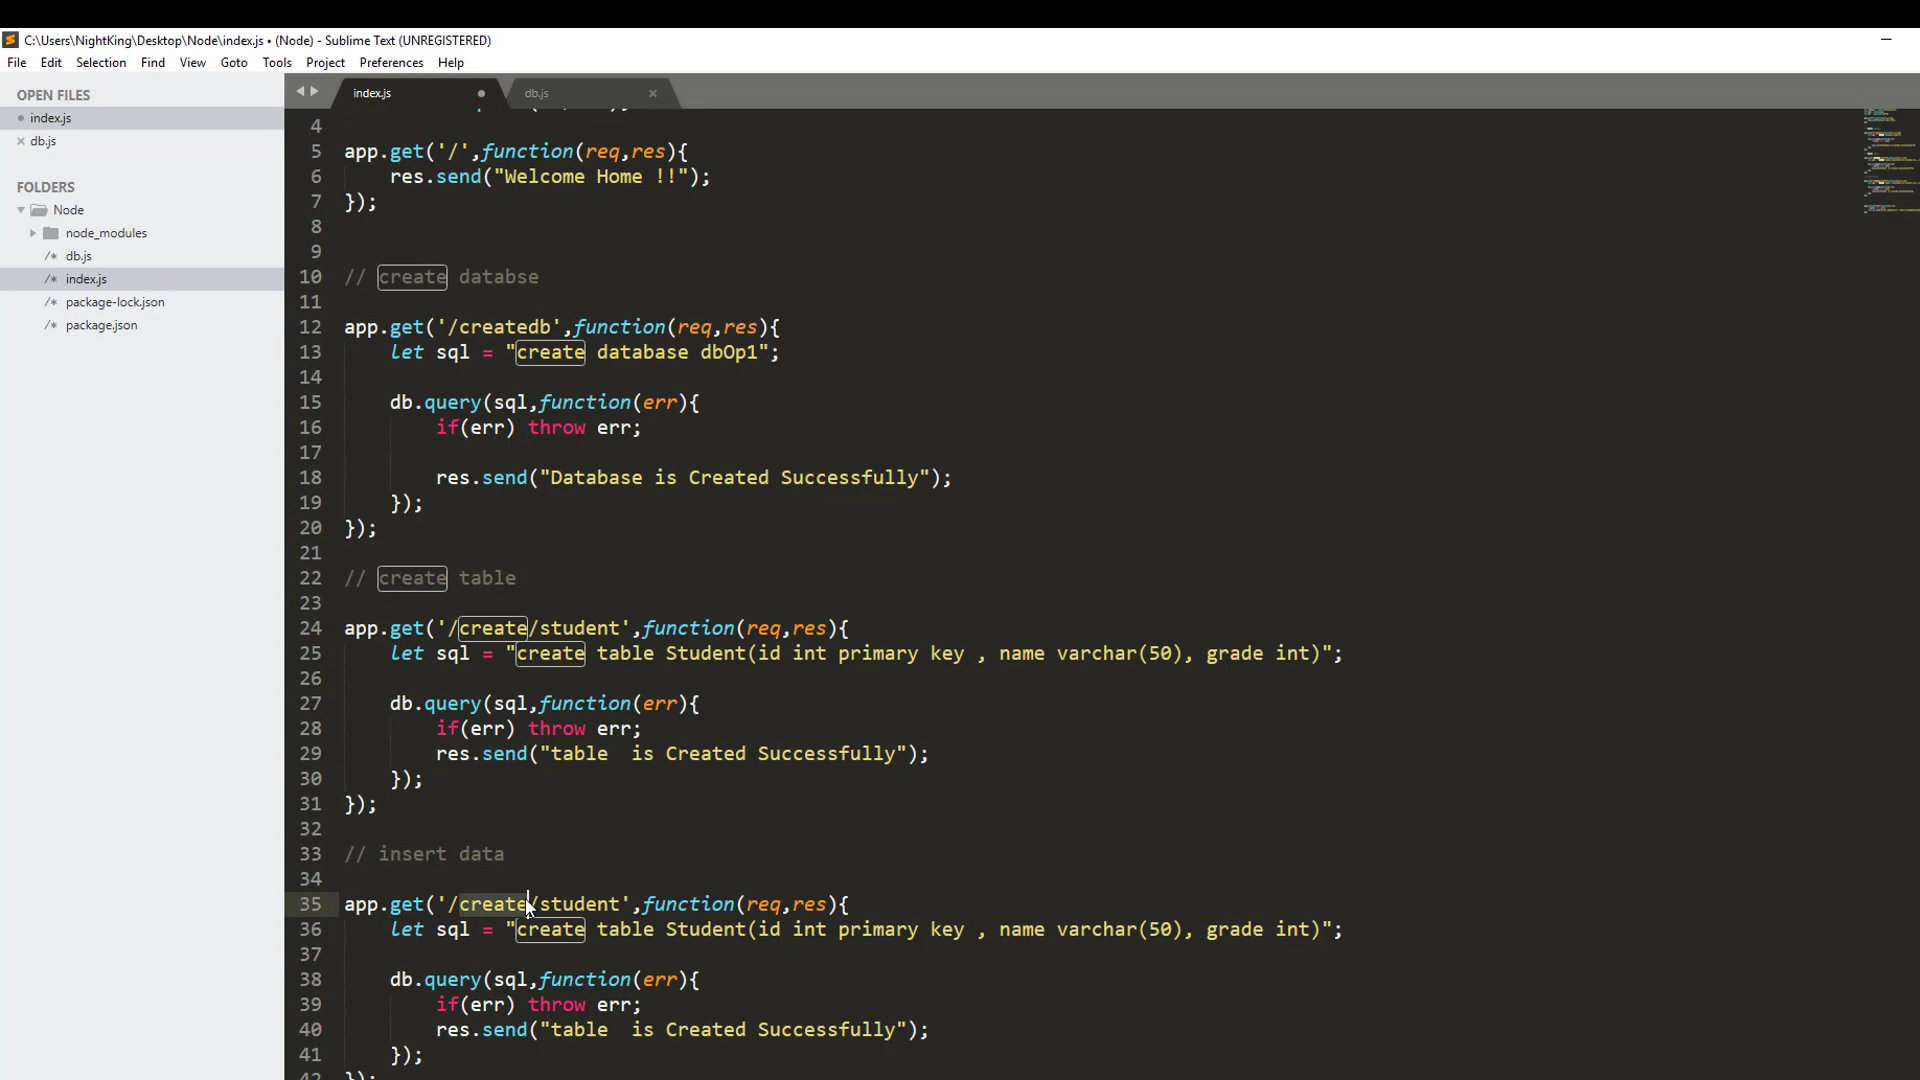 C:\Users\NightKing\Desktop\Node\index.js • (Node) - Sublime Text (UNREGISTERED)
File Edit Selection Find View Goto Tools Project Preferences Help
OPEN FILES
index.js
db.js
FOLDERS
Node
node_modules
/* db.js
/* index.js
/* package-lock.json
/* package.json
index.js
db.js
4
5 app.get('/',function(req,res){
6 res.send("Welcome Home !!");
7 });
8
9
10 // create databse
11
12 app.get('/createdb',function(req,res){
13 let sql = "create database dbOp1";
14
15 db.query(sql,function(err){
16 if(err) throw err;
17
18 res.send("Database is Created Successfully");
19 });
20 });
21
22 // create table
23
24 app.get('/create/student',function(req,res){
25 let sql = "create table Student(id int primary key , name varchar(50), grade int)";
26
27 db.query(sql,function(err){
28 if(err) throw err;
29 res.send("table  is Created Successfully");
30 });
31 });
32
33 // insert data
34
35 app.get('/create/student',function(req,res){
36 let sql = "create table Student(id int primary key , name varchar(50), grade int)";
37
38 db.query(sql,function(err){
39 if(err) throw err;
40 res.send("table  is Created Successfully");
41 });
42 });